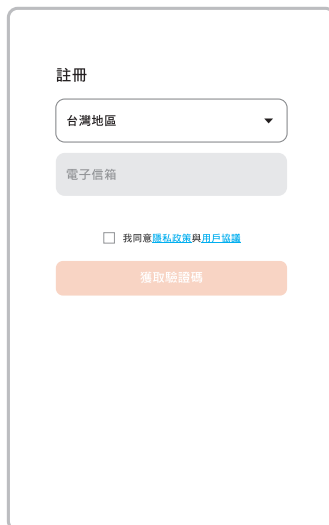 註冊
台灣地區
電子信箱
我同意隱私政策與用戶協議
獲取驗證碼